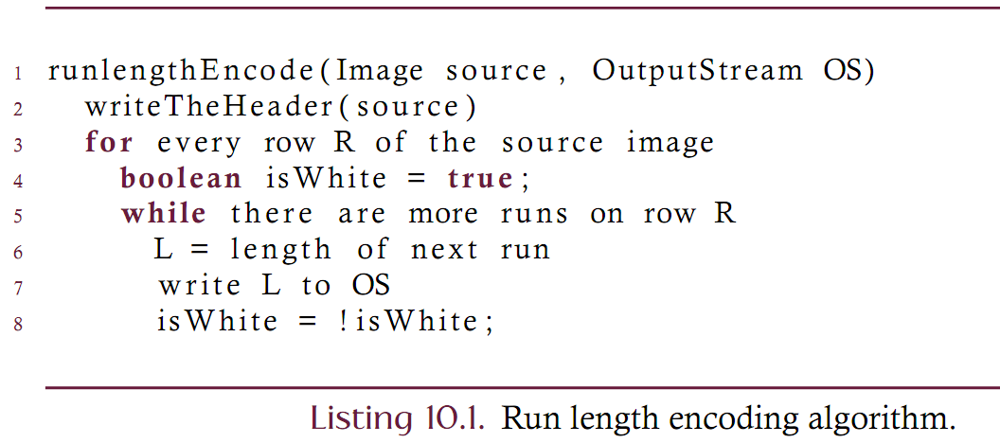 1 runlengthEncode(Image source, OutputStream OS)
2 writeTheHeader(source)
3 for every row R of the source image
4 boolean isWhite = true;
5 while there are more runs on row R
6 L = length of next run
7 write L to OS
8 isWhite = !isWhite;
Listing 10.1. Run length encoding algorithm.